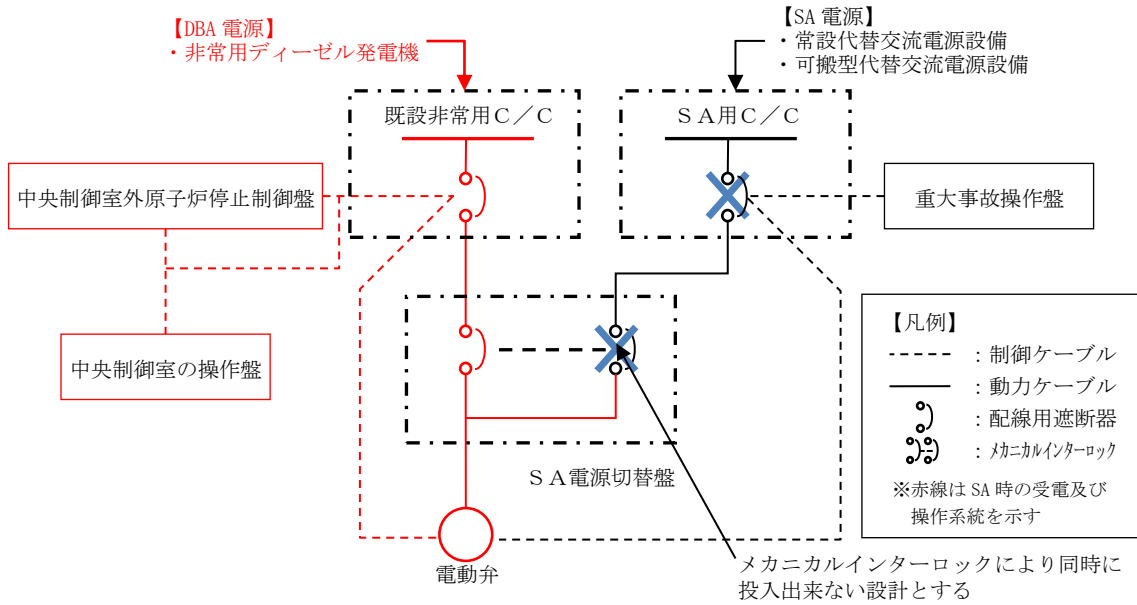 【DBA 電源】
・非常用ディーゼル発電機
【SA 電源】
・常設代替交流電源設備
・可搬型代替交流電源設備
既設非常用Ｃ／Ｃ
ＳＡ用Ｃ／Ｃ
中央制御室外原子炉停止制御盤
重大事故操作盤
中央制御室の操作盤
【凡例】
：制御ケーブル
：動力ケーブル
：配線用遮断器
：ﾒｶﾆｶﾙｲﾝﾀｰﾛｯｸ
※赤線は SA 時の受電及び
操作系統を示す
ＳＡ電源切替盤
電動弁
メカニカルインターロックにより同時に
投入出来ない設計とする